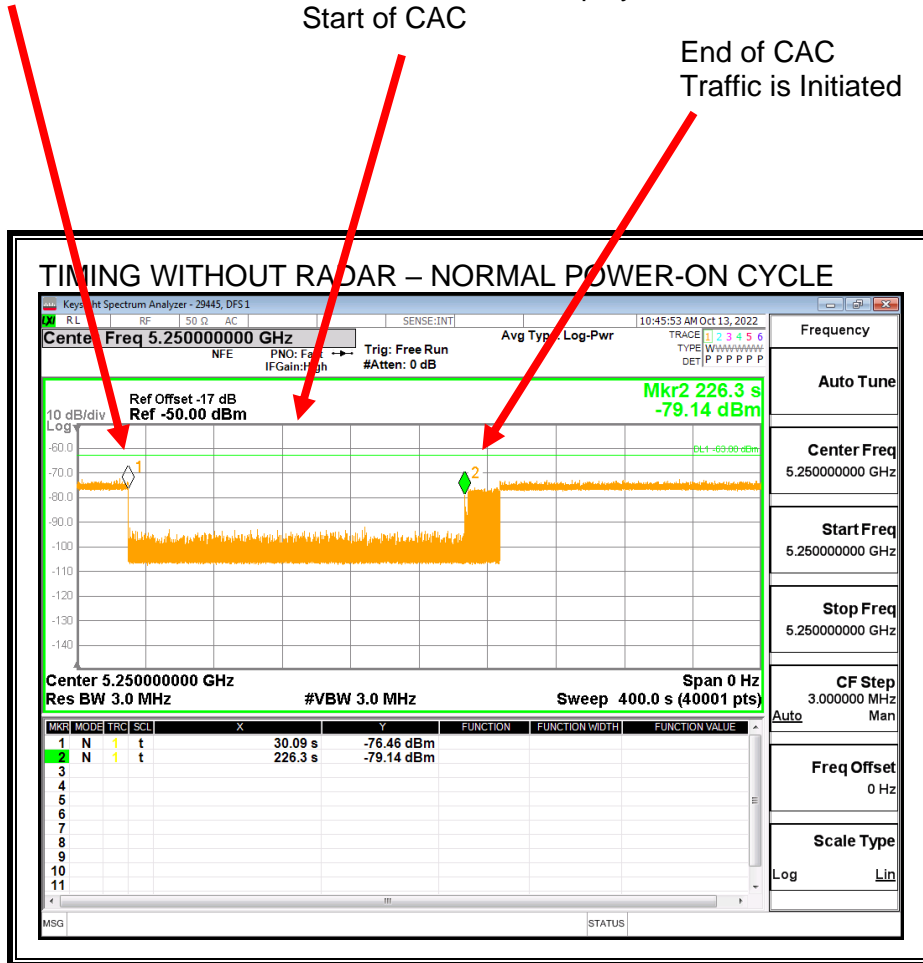 Start of CAC
End of CAC
Traffic is Initiated
TIMING WITHOUT RADAR – NORMAL POWER-ON CYCLE
Keysight Spectrum Analyzer - 29445, DFS 1
LXI RL RF 50 Ω AC SENSE:INT 10:45:53 AM Oct 13, 2022
Center Freq 5.250000000 GHz
NFE PNO: Fast Trig: Free Run Avg Type: Log-Pwr TRACE 1 2 3 4 5 6
IFGain:High #Atten: 0 dB TYPE WWWWWW
DET P P P P P P
Frequency
Auto Tune
Center Freq
5.250000000 GHz
Start Freq
5.250000000 GHz
Stop Freq
5.250000000 GHz
CF Step
3.000000 MHz
Auto Man
Freq Offset
0 Hz
Scale Type
Log Lin
Mkr2 226.3 s
-79.14 dBm
Ref Offset -17 dB
10 dB/div Ref -50.00 dBm
Log
DL1 -63.00 dBm
-60.0
-70.0
-80.0
-90.0
-100
-110
-120
-130
-140
1
2
Center 5.250000000 GHz Span 0 Hz
Res BW 3.0 MHz #VBW 3.0 MHz Sweep 400.0 s (40001 pts)
MKR MODE TRC SCL X Y FUNCTION FUNCTION WIDTH FUNCTION VALUE
1 N 1 t 30.09 s -76.46 dBm
2 N 1 t 226.3 s -79.14 dBm
3
4
5
6
7
8
9
10
11
MSG STATUS